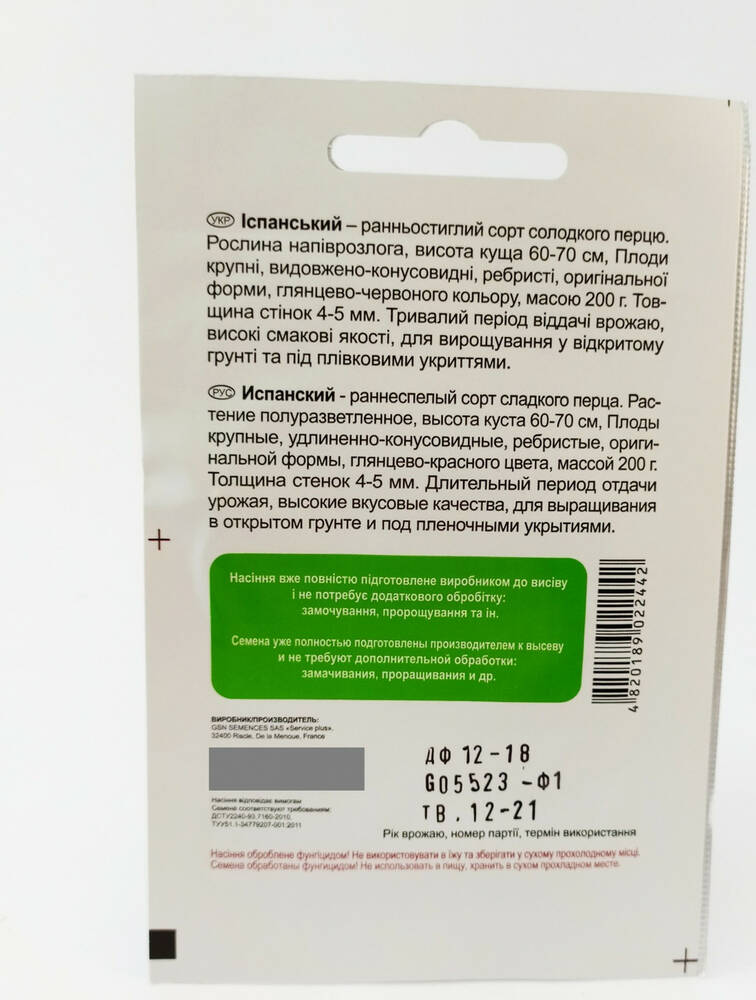 УКР Іспанський – ранньостиглий сорт солодкого перцю.
Рослина напіврозлога, висота куща 60-70 см, Плоди
крупні, видовжено-конусовидні, ребристі, оригінальної
форми, глянцево-червоного кольору, масою 200 г. Тов-
щина стінок 4-5 мм. Тривалий період віддачі врожаю,
високі смакові якості, для вирощування у відкритому
грунті та під плівковими укриттями.
РУС Испанский - раннеспелый сорт сладкого перца. Рас-
тение полуразветленное, высота куста 60-70 см, Плоды
крупные, удлиненно-конусовидные, ребристые, ориги-
нальной формы, глянцево-красного цвета, массой 200 г.
Толщина стенок 4-5 мм. Длительный период отдачи
урожая, высокие вкусовые качества, для выращивания
в открытом грунте и под пленочными укрытиями.
Насіння вже повністю підготовлене виробником до висіву
і не потребує додаткового обробітку:
замочування, пророщування та ін.
Семена уже полностью подготовлены производителем к высеву
и не требуют дополнительной обработки:
замачивания, проращивания и др.
4820189022442
ВИРОБНИК/ПРОИЗВОДИТЕЛЬ:
GSN SEMENCES SAS «Service plus»,
32400 Riscle, De la Menoue, France
Насіння відповідає вимогам
Семена соответствуют требованиям:
ДСТУ2240-93,7160-2010,
ТУУ51.1-34779207-001:2011
ДФ 12-18
G05523 -Ф1
ТВ. 12-21
Рік врожаю, номер партії, термін використання
Насіння оброблене фунгіцидом! Не використовувати в їжу та зберігати у сухому прохолодному місці.
Семена обработаны фунгицидом! Не использовать в пищу, хранить в сухом прохладном месте.